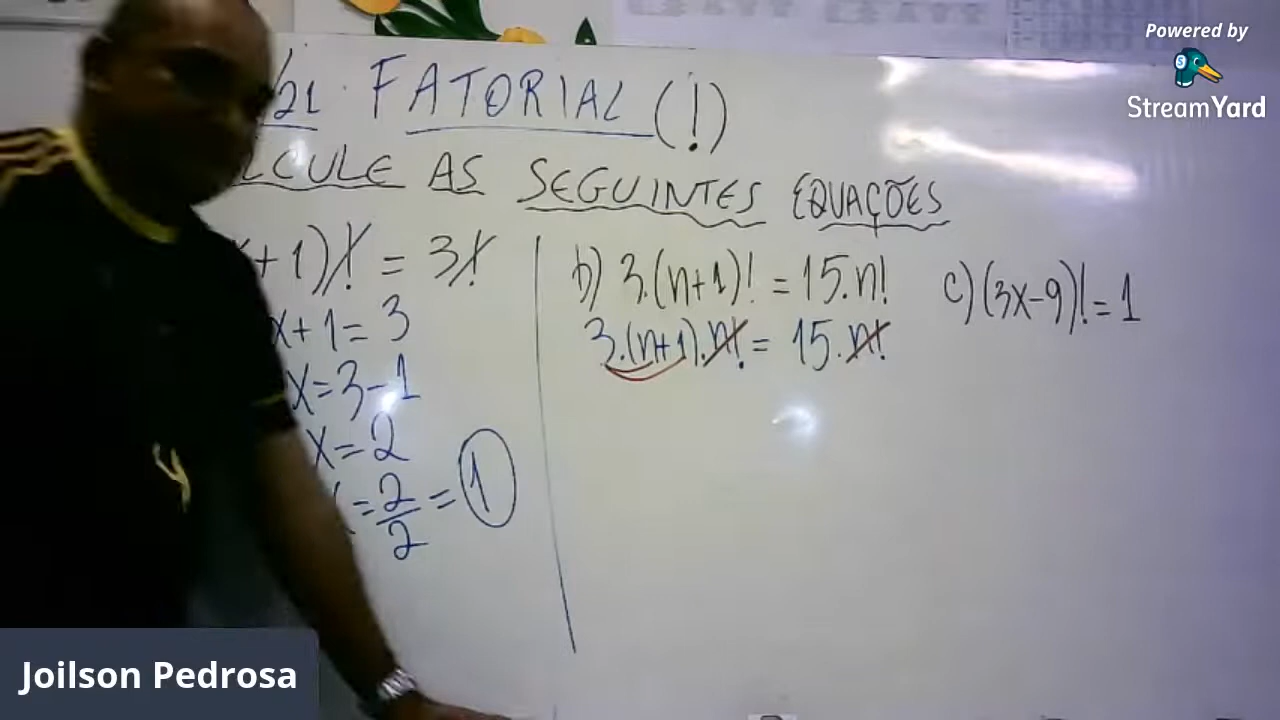 Powered by
StreamYard
/21. FATORIAL (!)
LCULE AS SEGUINTES EQUAÇÕES
+1)! = 3!
x+1=3
x=3-1
x=2
=2/2=1
b) 3.(n+1)! = 15.n!
3.(n+1).n! = 15.n!
c) (3x-9)! = 1
Joilson Pedrosa